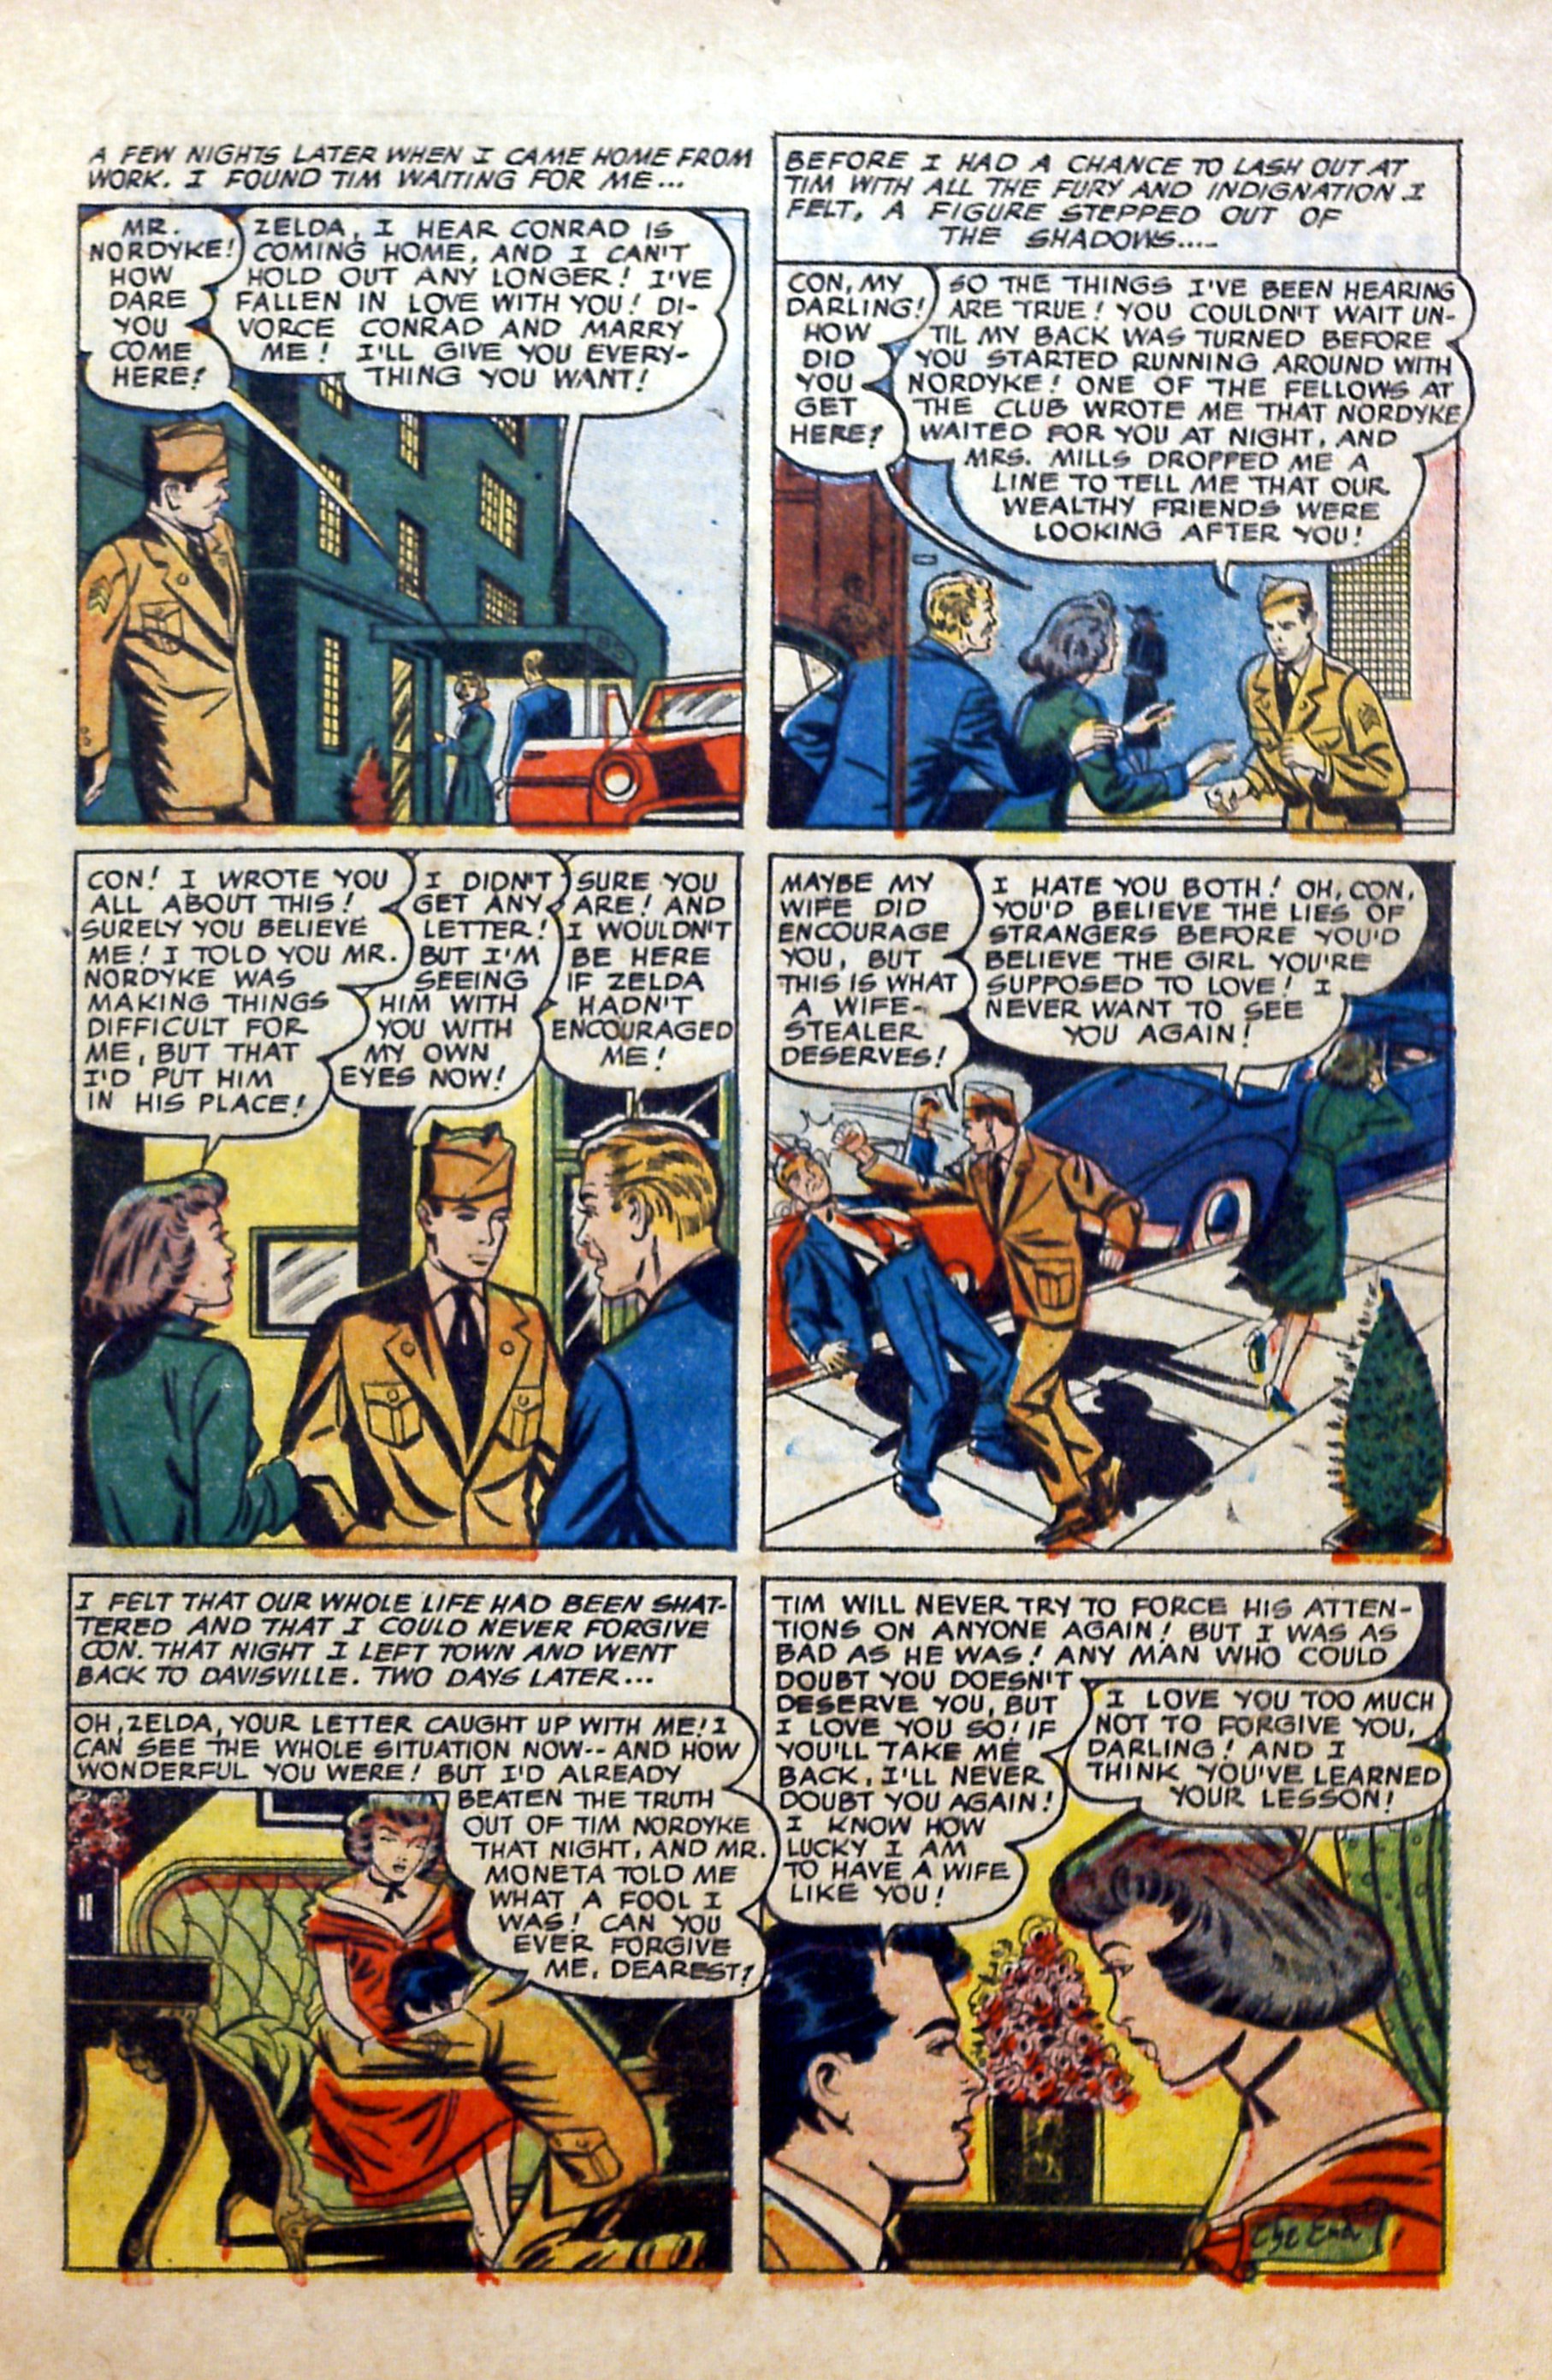 A FEW NIGHTS LATER WHEN I CAME HOME FROM
WORK. I FOUND TIM WAITING FOR ME...
MR.
NORDYKE!
HOW
DARE
YOU
COME
HERE?
ZELDA, I HEAR CONRAD IS
COMING HOME, AND I CAN'T
HOLD OUT ANY LONGER! I'VE
FALLEN IN LOVE WITH YOU! DI-
VORCE CONRAD AND MARRY
ME! I'LL GIVE YOU EVERY-
THING YOU WANT!
BEFORE I HAD A CHANCE TO LASH OUT AT
TIM WITH ALL THE FURY AND INDIGNATION I
FELT, A FIGURE STEPPED OUT OF
THE SHADOWS....
CON, MY
DARLING!
HOW
DID
YOU
GET
HERE?
SO THE THINGS I'VE BEEN HEARING
ARE TRUE! YOU COULDN'T WAIT UN-
TIL MY BACK WAS TURNED BEFORE
YOU STARTED RUNNING AROUND WITH
NORDYKE! ONE OF THE FELLOWS AT
THE CLUB WROTE ME THAT NORDYKE
WAITED FOR YOU AT NIGHT, AND
MRS. MILLS DROPPED ME A
LINE TO TELL ME THAT OUR
WEALTHY FRIENDS WERE
LOOKING AFTER YOU!
CON! I WROTE YOU
ALL ABOUT THIS!
SURELY YOU BELIEVE
ME! I TOLD YOU MR.
NORDYKE WAS
MAKING THINGS
DIFFICULT FOR
ME, BUT THAT
I'D PUT HIM
IN HIS PLACE!
I DIDN'T
GET ANY
LETTER!
BUT I'M
SEEING
HIM WITH
YOU WITH
MY OWN
EYES NOW!
SURE YOU
ARE! AND
I WOULDN'T
BE HERE
IF ZELDA
HADN'T
ENCOURAGED
ME!
MAYBE MY
WIFE DID
ENCOURAGE
YOU, BUT
THIS IS WHAT
A WIFE-
STEALER
DESERVES!
I HATE YOU BOTH! OH, CON,
YOU'D BELIEVE THE LIES OF
STRANGERS BEFORE YOU'D
BELIEVE THE GIRL YOU'RE
SUPPOSED TO LOVE! I
NEVER WANT TO SEE
YOU AGAIN!
I FELT THAT OUR WHOLE LIFE HAD BEEN SHAT-
TERED AND THAT I COULD NEVER FORGIVE
CON. THAT NIGHT I LEFT TOWN AND WENT
BACK TO DAVISVILLE. TWO DAYS LATER...
OH, ZELDA, YOUR LETTER CAUGHT UP WITH ME! I
CAN SEE THE WHOLE SITUATION NOW-- AND HOW
WONDERFUL YOU WERE! BUT I'D ALREADY
BEATEN THE TRUTH
OUT OF TIM NORDYKE
THAT NIGHT, AND MR.
MONETA TOLD ME
WHAT A FOOL I
WAS! CAN YOU
EVER FORGIVE
ME, DEAREST?
TIM WILL NEVER TRY TO FORCE HIS ATTEN-
TIONS ON ANYONE AGAIN! BUT I WAS AS
BAD AS HE WAS! ANY MAN WHO COULD
DOUBT YOU DOESN'T
DESERVE YOU, BUT
I LOVE YOU SO! IF
YOU'LL TAKE ME
BACK, I'LL NEVER
DOUBT YOU AGAIN!
I KNOW HOW
LUCKY I AM
TO HAVE A WIFE
LIKE YOU!
I LOVE YOU TOO MUCH
NOT TO FORGIVE YOU,
DARLING! AND I
THINK YOU'VE LEARNED
YOUR LESSON!
The End